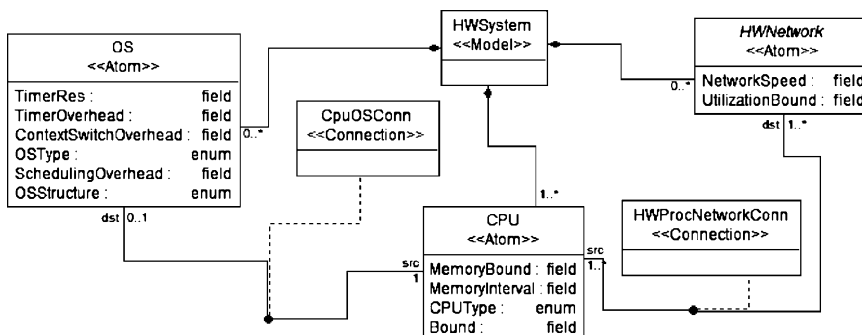 OS
<<Atom>>
TimerRes : field
TimerOverhead : field
ContextSwitchOverhead : field
OSType : enum
SchedulingOverhead : field
OSStructure : enum
HWSystem
<<Model>>
HWNetwork
<<Atom>>
NetworkSpeed : field
UtilizationBound : field
0..*
0..*
dst 1..*
CpuOSConn
<<Connection>>
1..*
dst 0..1
HWProcNetworkConn
<<Connection>>
src
1
CPU
<<Atom>>
MemoryBound : field
MemoryInterval : field
CPUType : enum
Bound : field
src
1..*